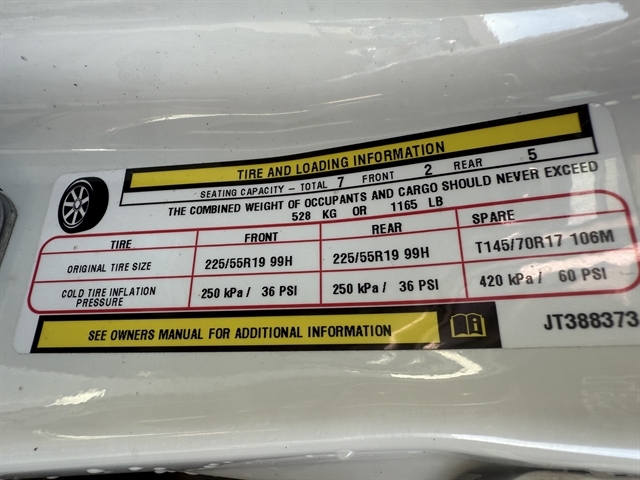 TIRE AND LOADING INFORMATION
SEATING CAPACITY – TOTAL 7 FRONT 2 REAR 5
THE COMBINED WEIGHT OF OCCUPANTS AND CARGO SHOULD NEVER EXCEED
528 KG OR 1165 LB
TIRE FRONT REAR SPARE
ORIGINAL TIRE SIZE 225/55R19 99H 225/55R19 99H T145/70R17 106M
COLD TIRE INFLATION PRESSURE 250 kPa / 36 PSI 250 kPa / 36 PSI 420 kPa / 60 PSI
SEE OWNERS MANUAL FOR ADDITIONAL INFORMATION
JT388373